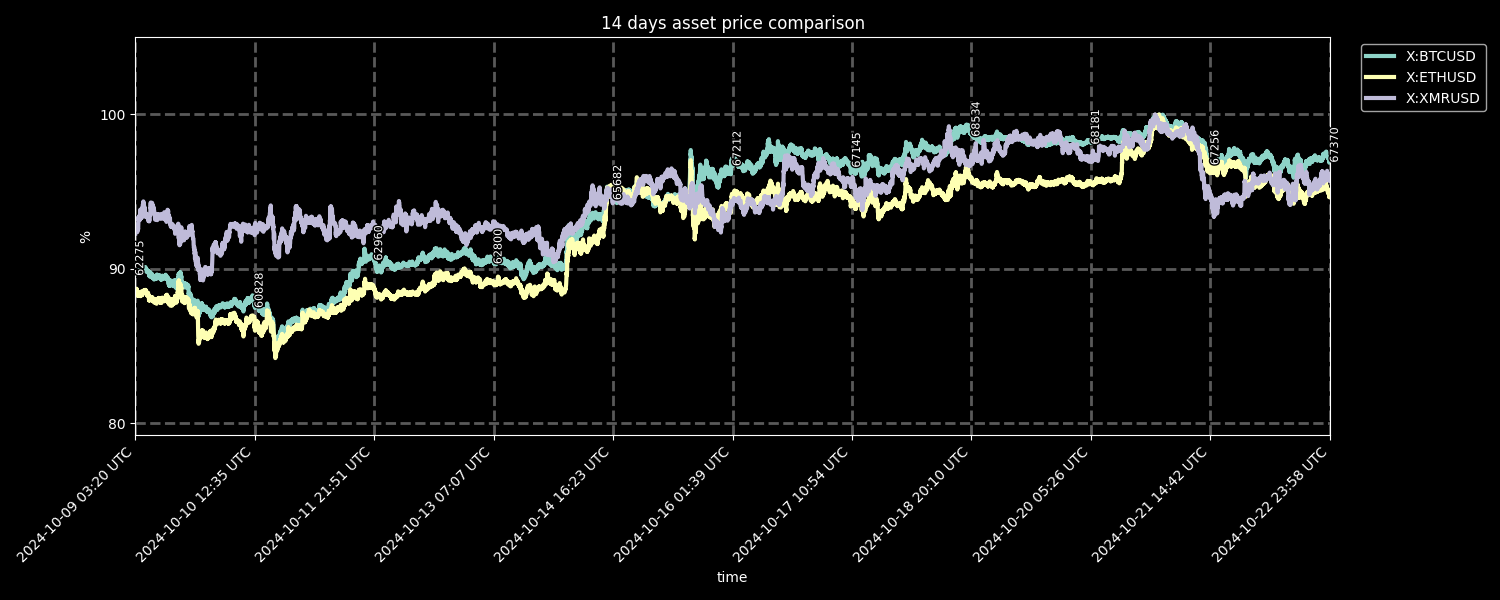 14 days asset price comparison
X:BTCUSD
X:ETHUSD
X:XMRUSD
100
90
80
%
62275
60828
62960
62800
65682
67212
67145
68534
68181
67256
67370
2024-10-09 03:20 UTC
2024-10-10 12:35 UTC
2024-10-11 21:51 UTC
2024-10-13 07:07 UTC
2024-10-14 16:23 UTC
2024-10-16 01:39 UTC
2024-10-17 10:54 UTC
2024-10-18 20:10 UTC
2024-10-20 05:26 UTC
2024-10-21 14:42 UTC
2024-10-22 23:58 UTC
time